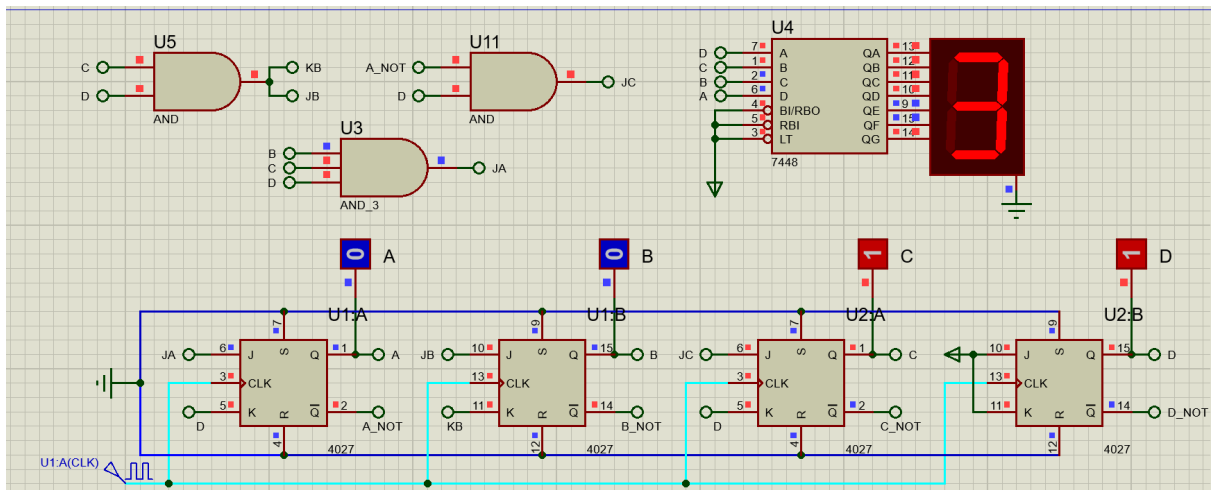 U5
C
D
KB
JB
AND
U11
A_NOT
D
JC
AND
U3
B
C
D
JA
AND_3
U4
D 7 A QA 13
C 1 B QB 12
B 2 C QC 11
A 6 D QD 10
4 BI/RBO QE 9
5 RBI QF 15
3 LT QG 14
7448
3
0 A
0 B
1 C
1 D
U1:A
7
JA 6 J S Q 1 A
3 CLK
D 5 K R Q 2 A_NOT
4
4027
U1:B
9
JB 10 J S Q 15 B
13 CLK
KB 11 K R Q 14 B_NOT
12
4027
U2:A
7
JC 6 J S Q 1 C
3 CLK
D 5 K R Q 2 C_NOT
4
4027
U2:B
9
10 J S Q 15 D
13 CLK
11 K R Q 14 D_NOT
12
4027
U1:A(CLK)